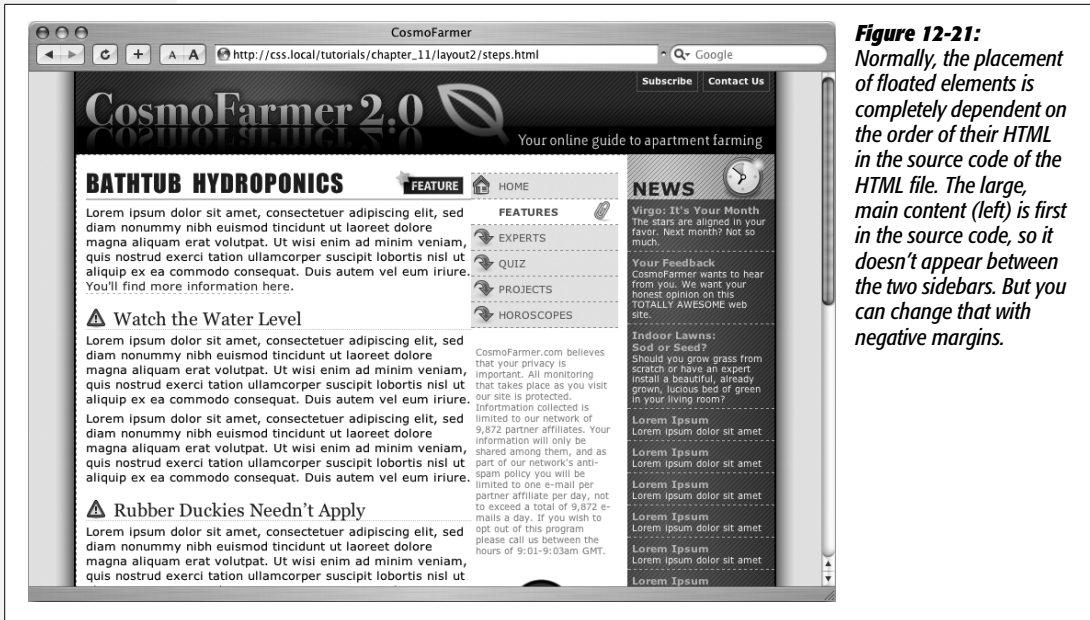 CosmoFarmer
A A http://css.local/tutorials/chapter_11/layout2/steps.html Google
Subscribe Contact Us
CosmoFarmer 2.0
Your online guide to apartment farming
BATHTUB HYDROPONICS FEATURE
Lorem ipsum dolor sit amet, consectetuer adipiscing elit, sed
diam nonummy nibh euismod tincidunt ut laoreet dolore
magna aliquam erat volutpat. Ut wisi enim ad minim veniam,
quis nostrud exerci tation ullamcorper suscipit lobortis nisl ut
aliquip ex ea commodo consequat. Duis autem vel eum iriure.
You'll find more information here.
Watch the Water Level
Lorem ipsum dolor sit amet, consectetuer adipiscing elit, sed
diam nonummy nibh euismod tincidunt ut laoreet dolore
magna aliquam erat volutpat. Ut wisi enim ad minim veniam,
quis nostrud exerci tation ullamcorper suscipit lobortis nisl ut
aliquip ex ea commodo consequat. Duis autem vel eum iriure.
Lorem ipsum dolor sit amet, consectetuer adipiscing elit, sed
diam nonummy nibh euismod tincidunt ut laoreet dolore
magna aliquam erat volutpat. Ut wisi enim ad minim veniam,
quis nostrud exerci tation ullamcorper suscipit lobortis nisl ut
aliquip ex ea commodo consequat. Duis autem vel eum iriure.
Rubber Duckies Needn't Apply
Lorem ipsum dolor sit amet, consectetuer adipiscing elit, sed
diam nonummy nibh euismod tincidunt ut laoreet dolore
magna aliquam erat volutpat. Ut wisi enim ad minim veniam,
quis nostrud exerci tation ullamcorper suscipit lobortis nisl ut
HOME
FEATURES
EXPERTS
QUIZ
PROJECTS
HOROSCOPES
CosmoFarmer.com believes
that your privacy is
important. All monitoring
that takes place as you visit
our site is protected.
Information collected is
limited to our network of
9,872 partner affiliates. Your
information will only be
shared among them, and as
part of our network's anti-
spam policy you will be
limited to one e-mail per
partner affiliate per day, not
to exceed a total of 9,872 e-
mails a day. If you wish to
opt out of this program
please call us between the
hours of 9:01-9:03am GMT.
NEWS
Virgo: It's Your Month
The stars are aligned in your
favor. Next month? Not so
much.
Your Feedback
CosmoFarmer wants to hear
from you. We want your
honest opinion on this
TOTALLY AWESOME web
site.
Indoor Lawns:
Sod or Seed?
Should you grow grass from
scratch or have an expert
install a beautiful, already
grown, lucious bed of green
in your living room?
Lorem Ipsum
Lorem ipsum dolor sit amet
Lorem Ipsum
Lorem ipsum dolor sit amet
Lorem Ipsum
Lorem ipsum dolor sit amet
Lorem Ipsum
Lorem ipsum dolor sit amet
Lorem Ipsum
Lorem ipsum dolor sit amet
Lorem Ipsum
Figure 12-21:
Normally, the placement
of floated elements is
completely dependent on
the order of their HTML
in the source code of the
HTML file. The large,
main content (left) is first
in the source code, so it
doesn't appear between
the two sidebars. But you
can change that with
negative margins.